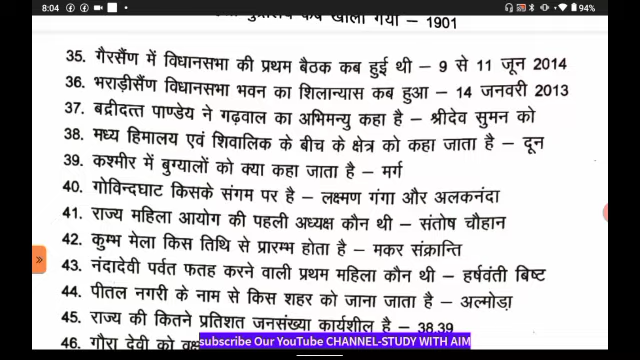 8:04
94%
कब खोला गया – 1901
35. गैरसैंण में विधानसभा की प्रथम बैठक कब हुई थी – 9 से 11 जून 2014
36. भराड़ीसैंण विधानसभा भवन का शिलान्यास कब हुआ – 14 जनवरी 2013
37. बद्रीदत्त पाण्डेय ने गढ़वाल का अभिमन्यु कहा है – श्रीदेव सुमन को
38. मध्य हिमालय एवं शिवालिक के बीच के क्षेत्र को कहा जाता है – दून
39. कश्मीर में बुग्यालों को क्या कहा जाता है – मर्ग
40. गोविन्दघाट किसके संगम पर है – लक्ष्मण गंगा और अलकनंदा
41. राज्य महिला आयोग की पहली अध्यक्ष कौन थी – संतोष चौहान
42. कुम्भ मेला किस तिथि से प्रारम्भ होता है – मकर संक्रान्ति
43. नंदादेवी पर्वत फतह करने वाली प्रथम महिला कौन थी – हर्षवंती बिष्ट
44. पीतल नगरी के नाम से किस शहर को जाना जाता है – अल्मोड़ा
45. राज्य की कितने प्रतिशत जनसंख्या कार्यशील है – 38.39
46. गौरा देवी को
subscribe Our YouTube CHANNEL-STUDY WITH AIM